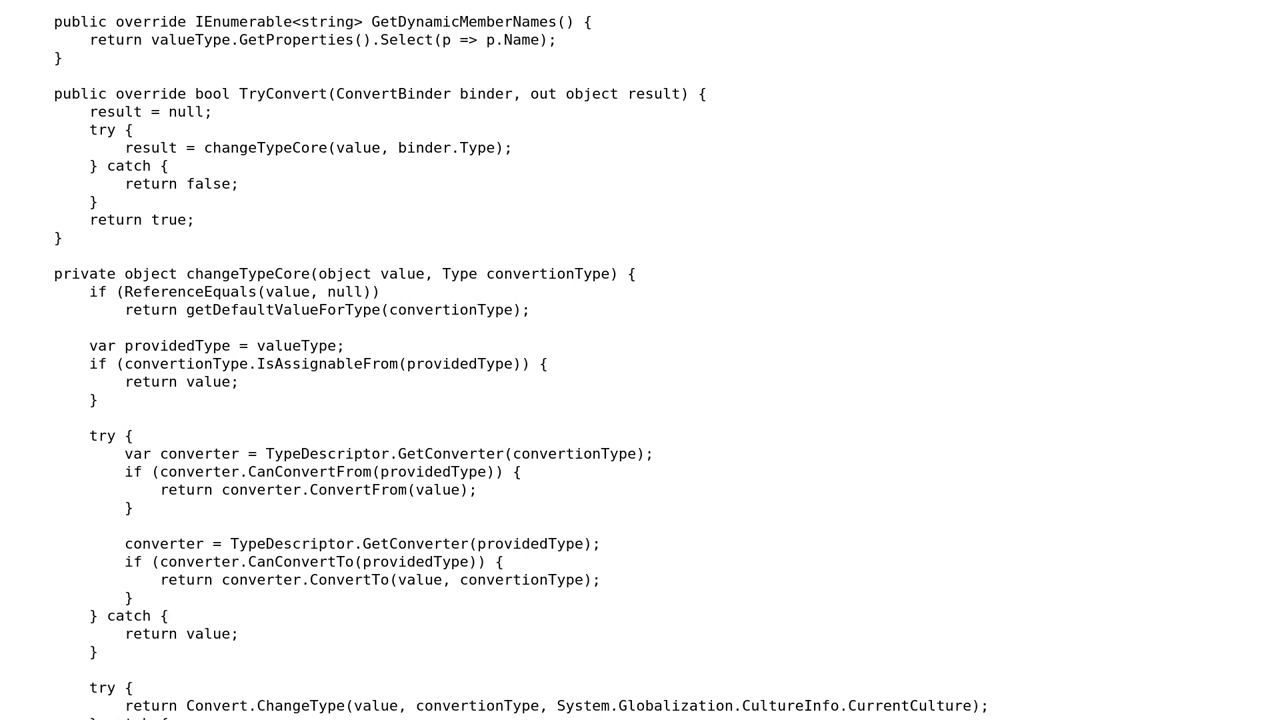 public override IEnumerable<string> GetDynamicMemberNames() {
return valueType.GetProperties().Select(p => p.Name);
}
public override bool TryConvert(ConvertBinder binder, out object result) {
result = null;
try {
result = changeTypeCore(value, binder.Type);
} catch {
return false;
}
return true;
}
private object changeTypeCore(object value, Type convertionType) {
if (ReferenceEquals(value, null))
return getDefaultValueForType(convertionType);
var providedType = valueType;
if (convertionType.IsAssignableFrom(providedType)) {
return value;
}
try {
var converter = TypeDescriptor.GetConverter(convertionType);
if (converter.CanConvertFrom(providedType)) {
return converter.ConvertFrom(value);
}
converter = TypeDescriptor.GetConverter(providedType);
if (converter.CanConvertTo(providedType)) {
return converter.ConvertTo(value, convertionType);
}
} catch {
return value;
}
try {
return Convert.ChangeType(value, convertionType, System.Globalization.CultureInfo.CurrentCulture);